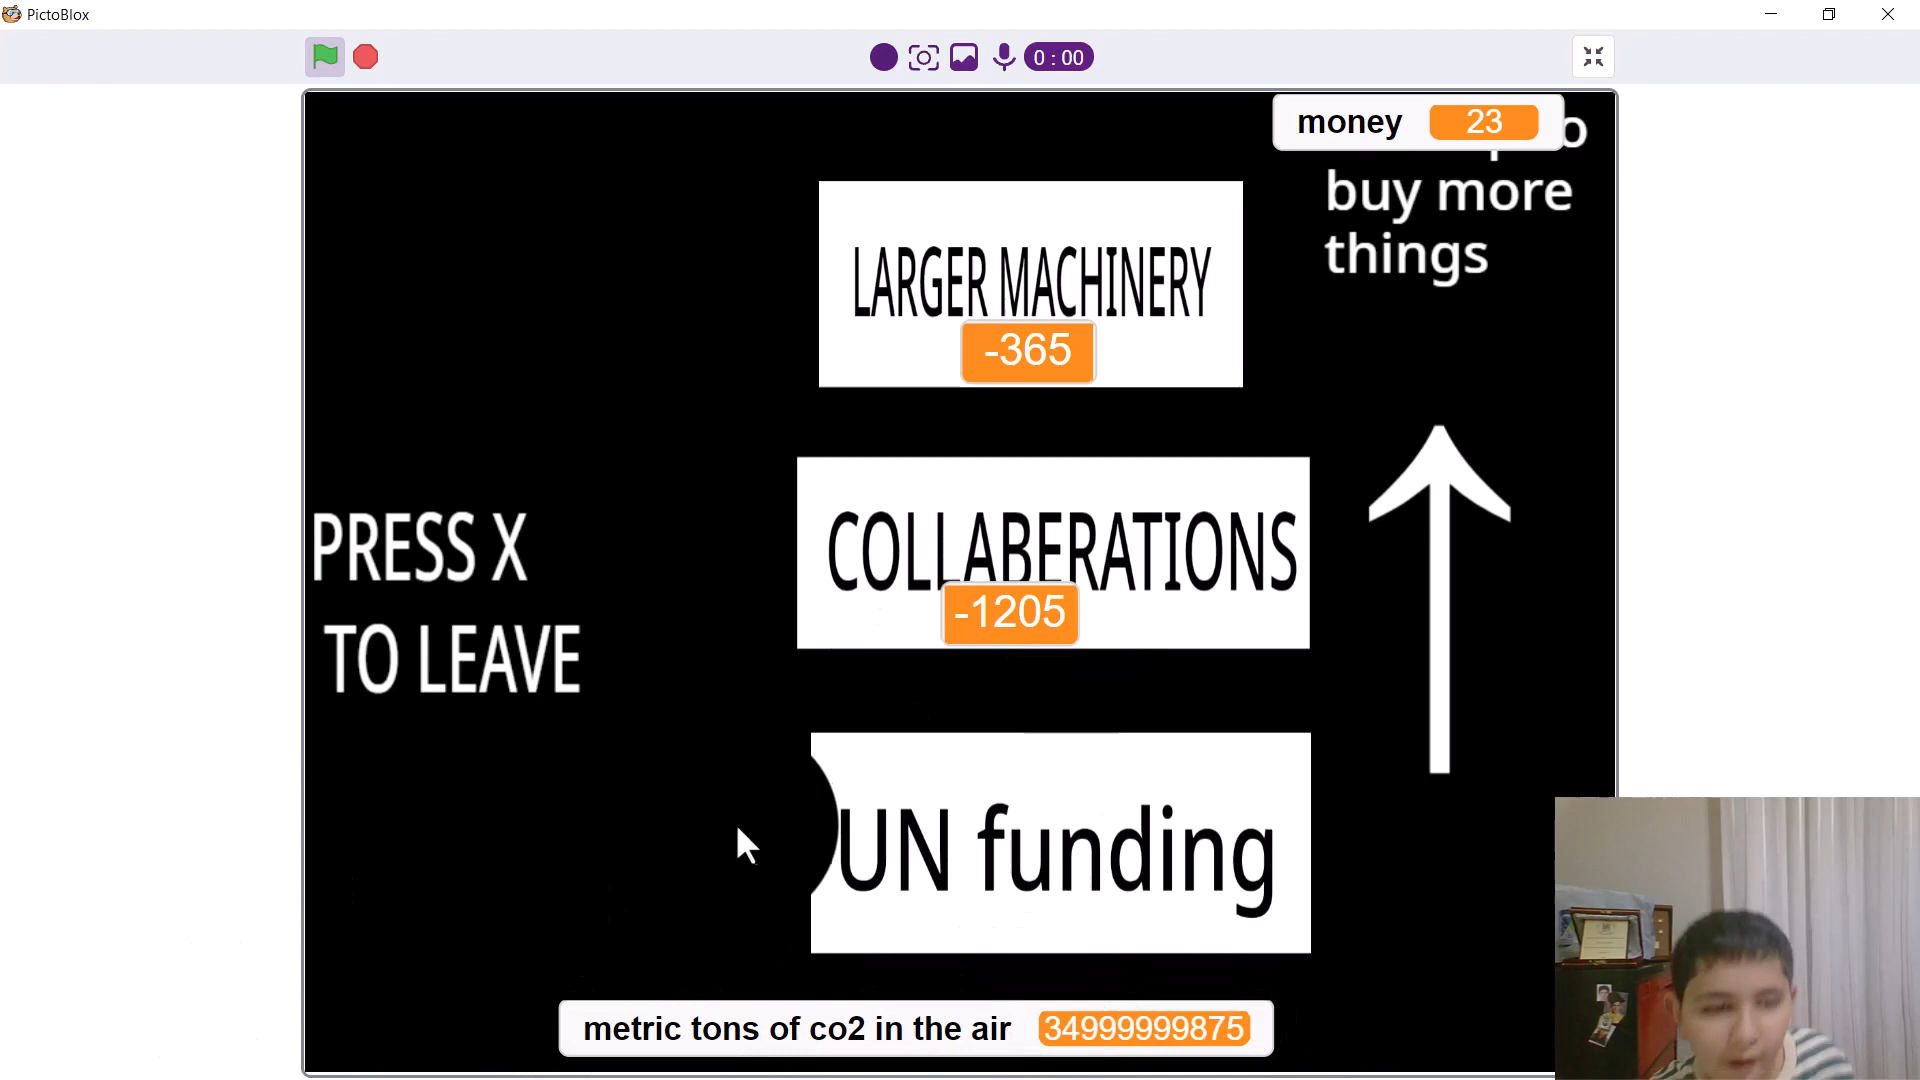 PictoBlox
0 : 00
money 23
o
buy more
things
LARGER MACHINERY
-365
COLLABERATIONS
-1205
PRESS X
TO LEAVE
UN funding
metric tons of co2 in the air 34999999875